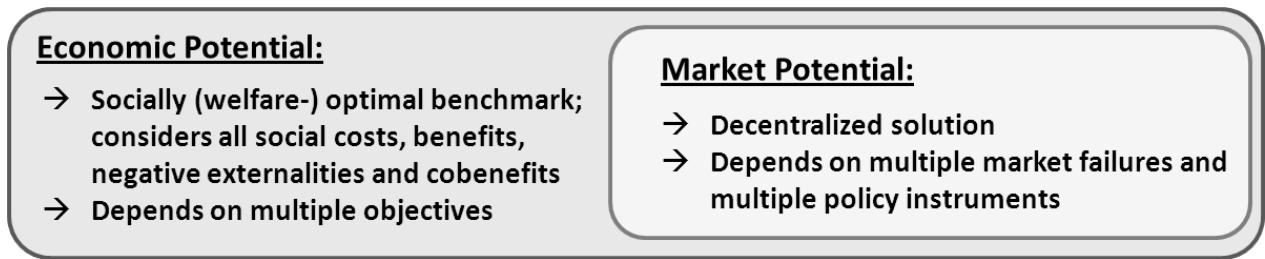 Economic Potential:
→ Socially (welfare-) optimal benchmark;
considers all social costs, benefits,
negative externalities and cobenefits
→ Depends on multiple objectives
Market Potential:
→ Decentralized solution
→ Depends on multiple market failures and
multiple policy instruments